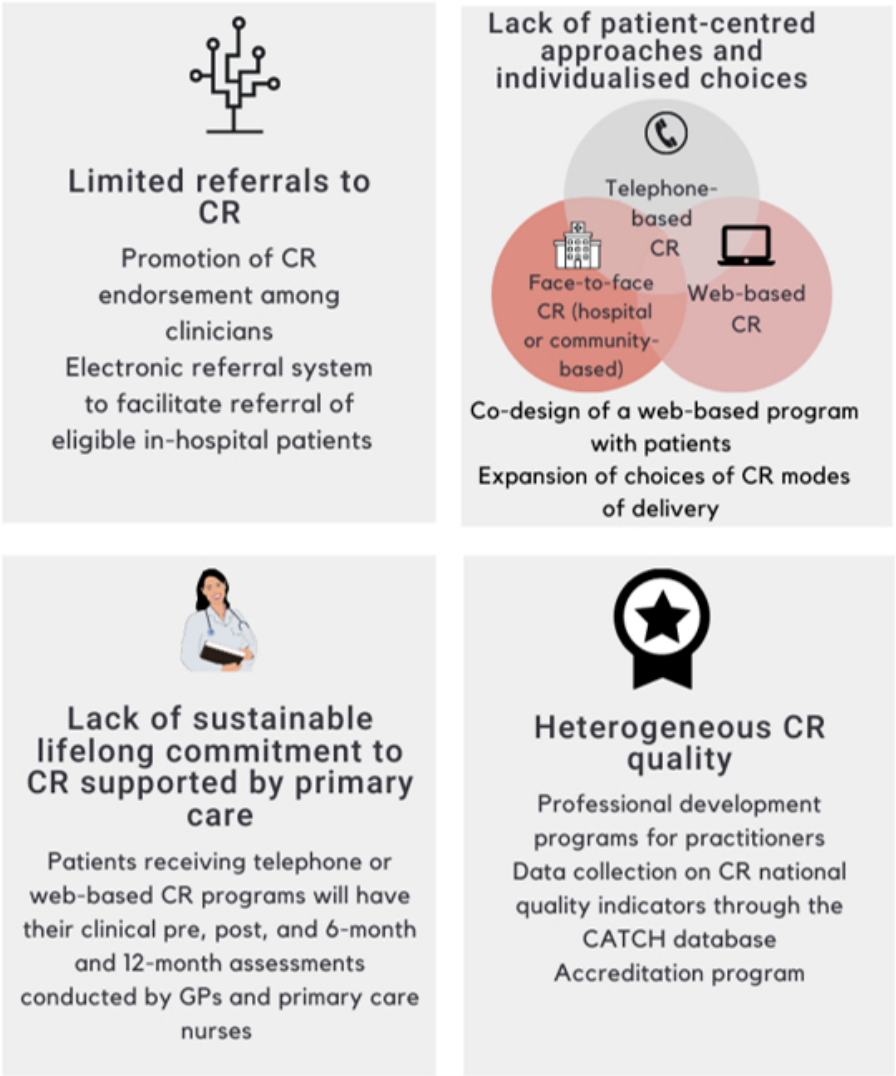 Limited referrals to
CR
Promotion of CR
endorsement among
clinicians
Electronic referral system
to facilitate referral of
eligible in-hospital patients
Lack of patient-centred
approaches and
individualised choices
Telephone-
based
CR
Face-to-face
CR (hospital
or community-
based)
Web-based
CR
Co-design of a web-based program
with patients
Expansion of choices of CR modes
of delivery
Lack of sustainable
lifelong commitment to
CR supported by primary
care
Patients receiving telephone or
web-based CR programs will have
their clinical pre, post, and 6-month
and 12-month assessments
conducted by GPs and primary care
nurses
Heterogeneous CR
quality
Professional development
programs for practitioners
Data collection on CR national
quality indicators through the
CATCH database
Accreditation program